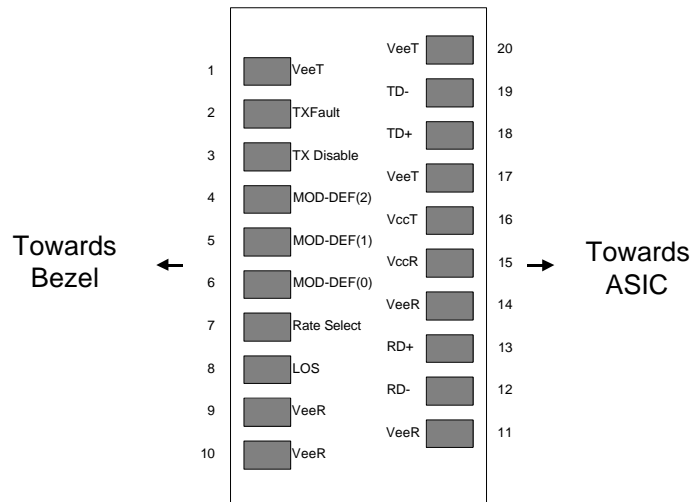 VeeT 20
1 VeeT
TD- 19
2 TXFault
TD+ 18
3 TX Disable
VeeT 17
4 MOD-DEF(2)
VccT 16
5 MOD-DEF(1)
Towards
Bezel
VccR 15
Towards
ASIC
6 MOD-DEF(0)
VeeR 14
7 Rate Select
RD+ 13
8 LOS
RD- 12
9 VeeR
VeeR 11
10 VeeR